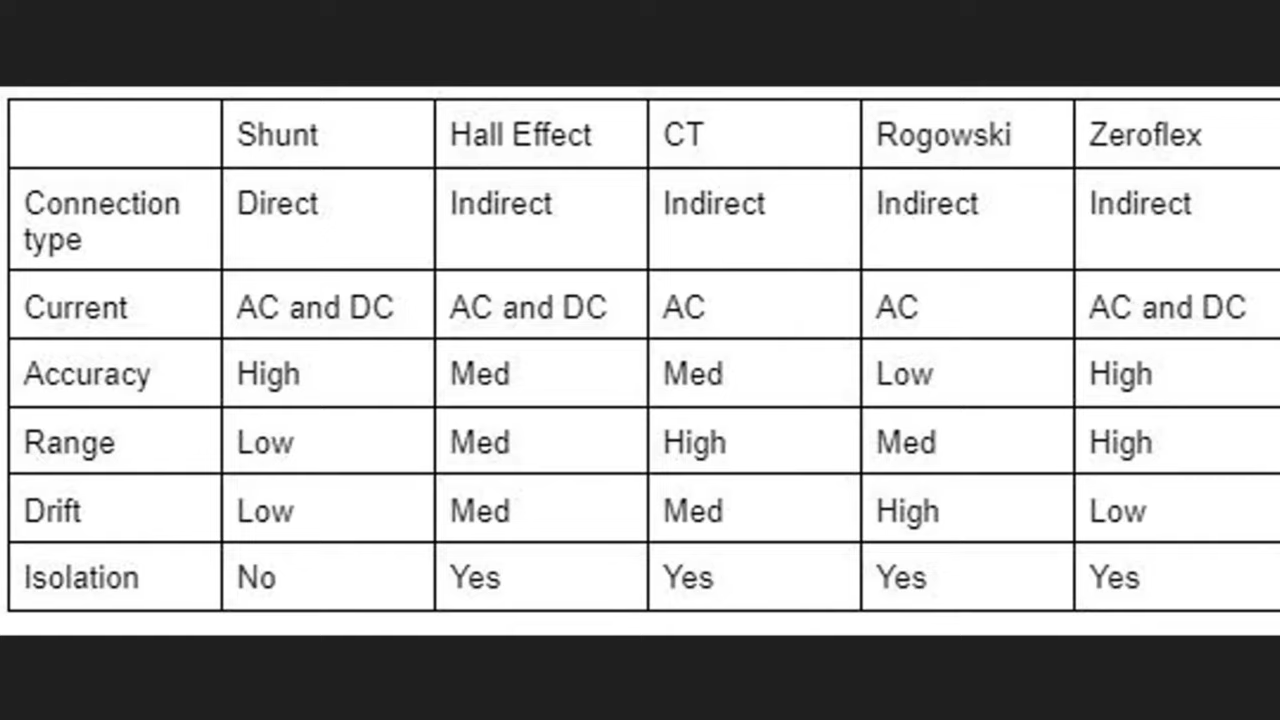 Shunt Hall Effect CT Rogowski Zeroflex
Connection type Direct Indirect Indirect Indirect Indirect
Current AC and DC AC and DC AC AC AC and DC
Accuracy High Med Med Low High
Range Low Med High Med High
Drift Low Med Med High Low
Isolation No Yes Yes Yes Yes